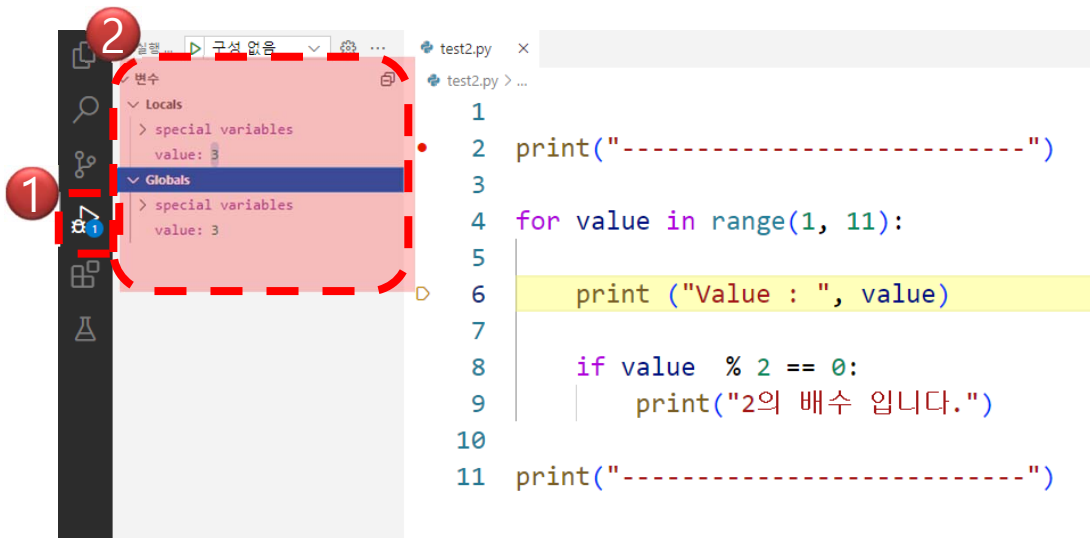 2
실행 ...
구성 없음
...
변수
Locals
special variables
value: 3
Globals
special variables
value: 3
1
1
test2.py
test2.py > ...
1
2 print("---------------------------")
3
4 for value in range(1, 11):
5
6 print ("Value : ", value)
7
8 if value  % 2 == 0:
9 print("2의 배수 입니다.")
10
11 print("---------------------------")